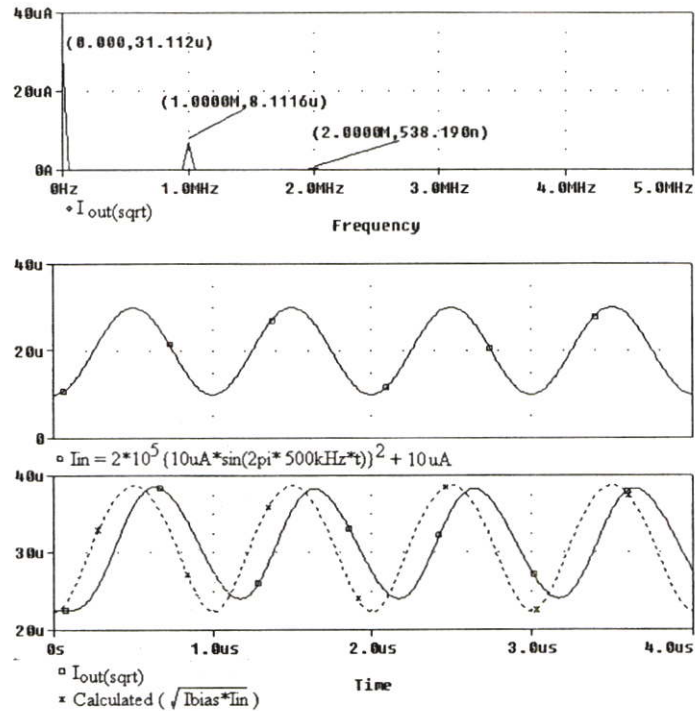 40uA
(0.000,31.112u)
20uA
(1.0000M,8.1116u)
(2.0000M,538.190n)
0A
0Hz 1.0MHz 2.0MHz 3.0MHz 4.0MHz 5.0MHz
I out(sqrt)
Frequency
40u
20u
0
Iin = 2*10^5 {10uA*sin(2pi* 500kHz*t)}^2 + 10uA
40u
30u
20u
0s 1.0us 2.0us 3.0us 4.0us
I out(sqrt)
Time
Calculated ( √Ibias*Iin )